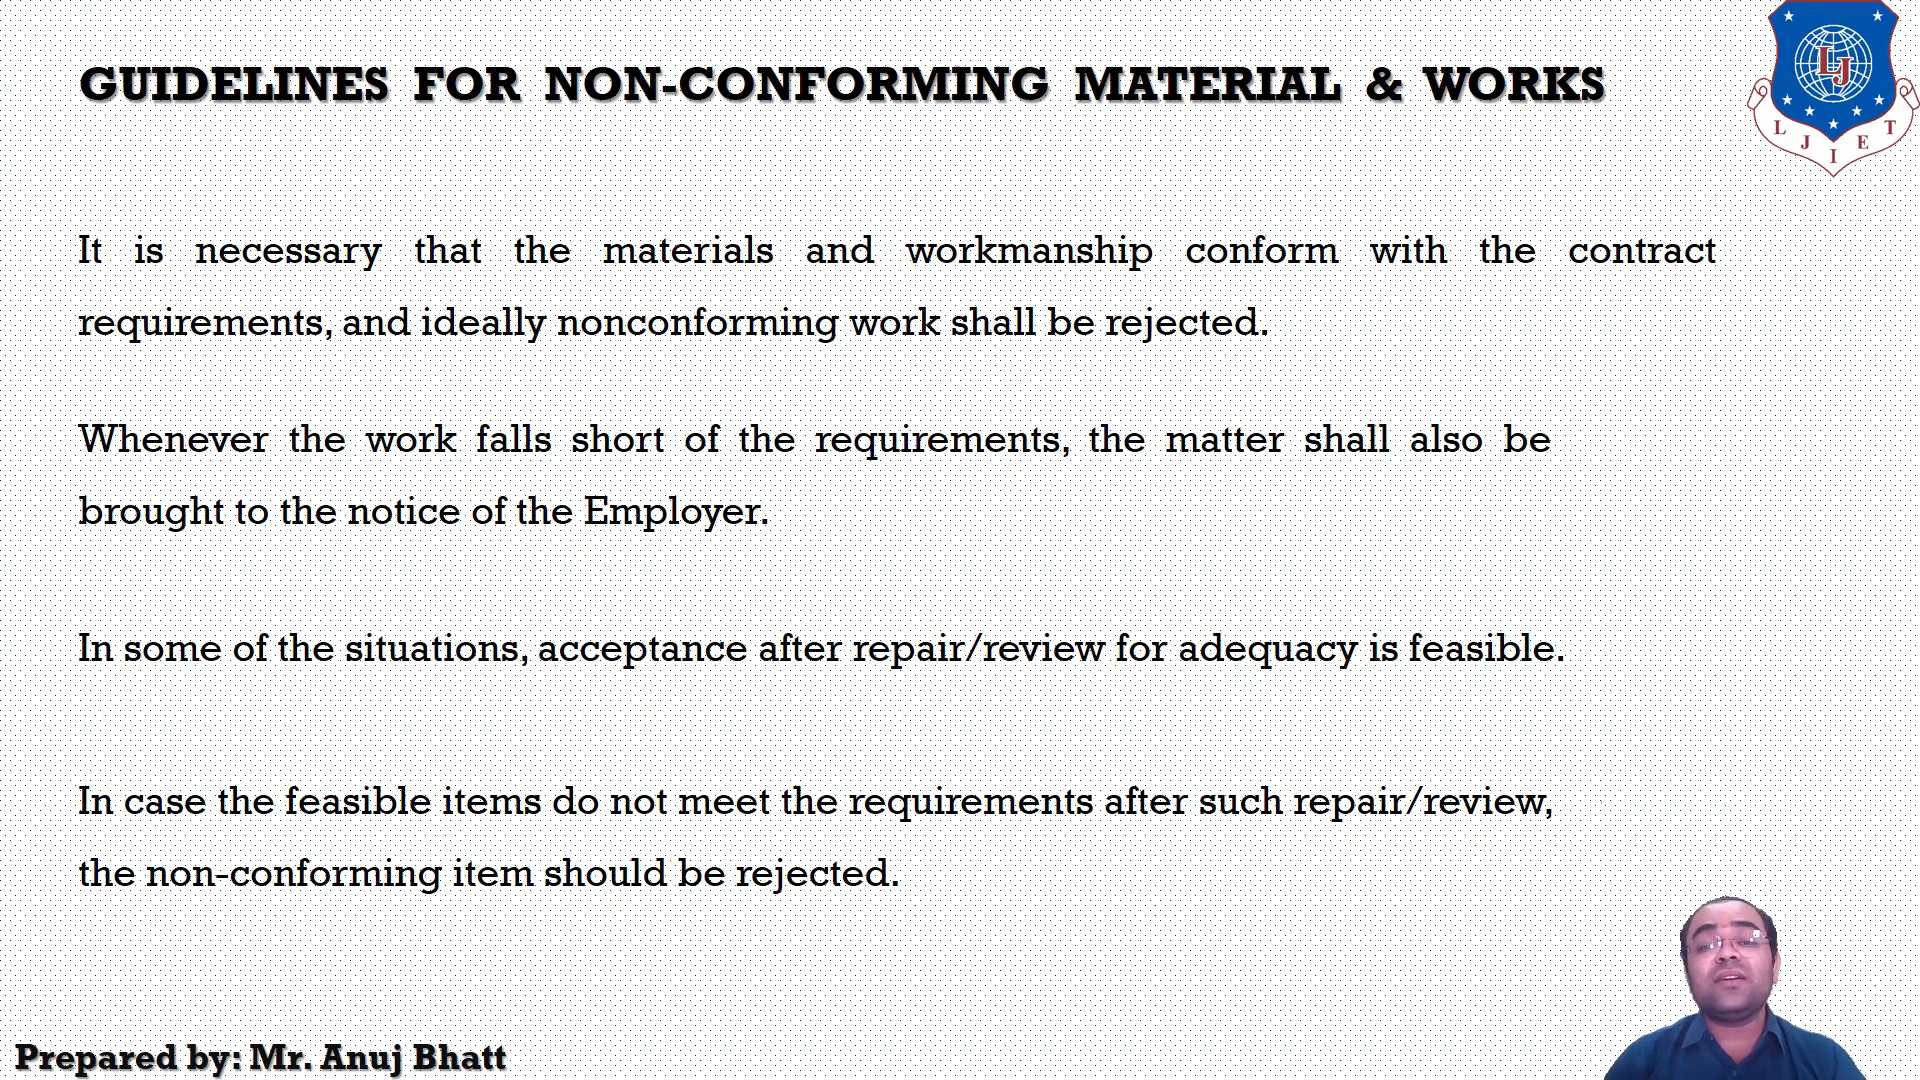 GUIDELINES FOR NON-CONFORMING MATERIAL & WORKS
LJ
L J I E T
It is necessary that the materials and workmanship conform with the contract
requirements, and ideally nonconforming work shall be rejected.
Whenever the work falls short of the requirements, the matter shall also be
brought to the notice of the Employer.
In some of the situations, acceptance after repair/review for adequacy is feasible.
In case the feasible items do not meet the requirements after such repair/review,
the non-conforming item should be rejected.
Prepared by: Mr. Anuj Bhatt